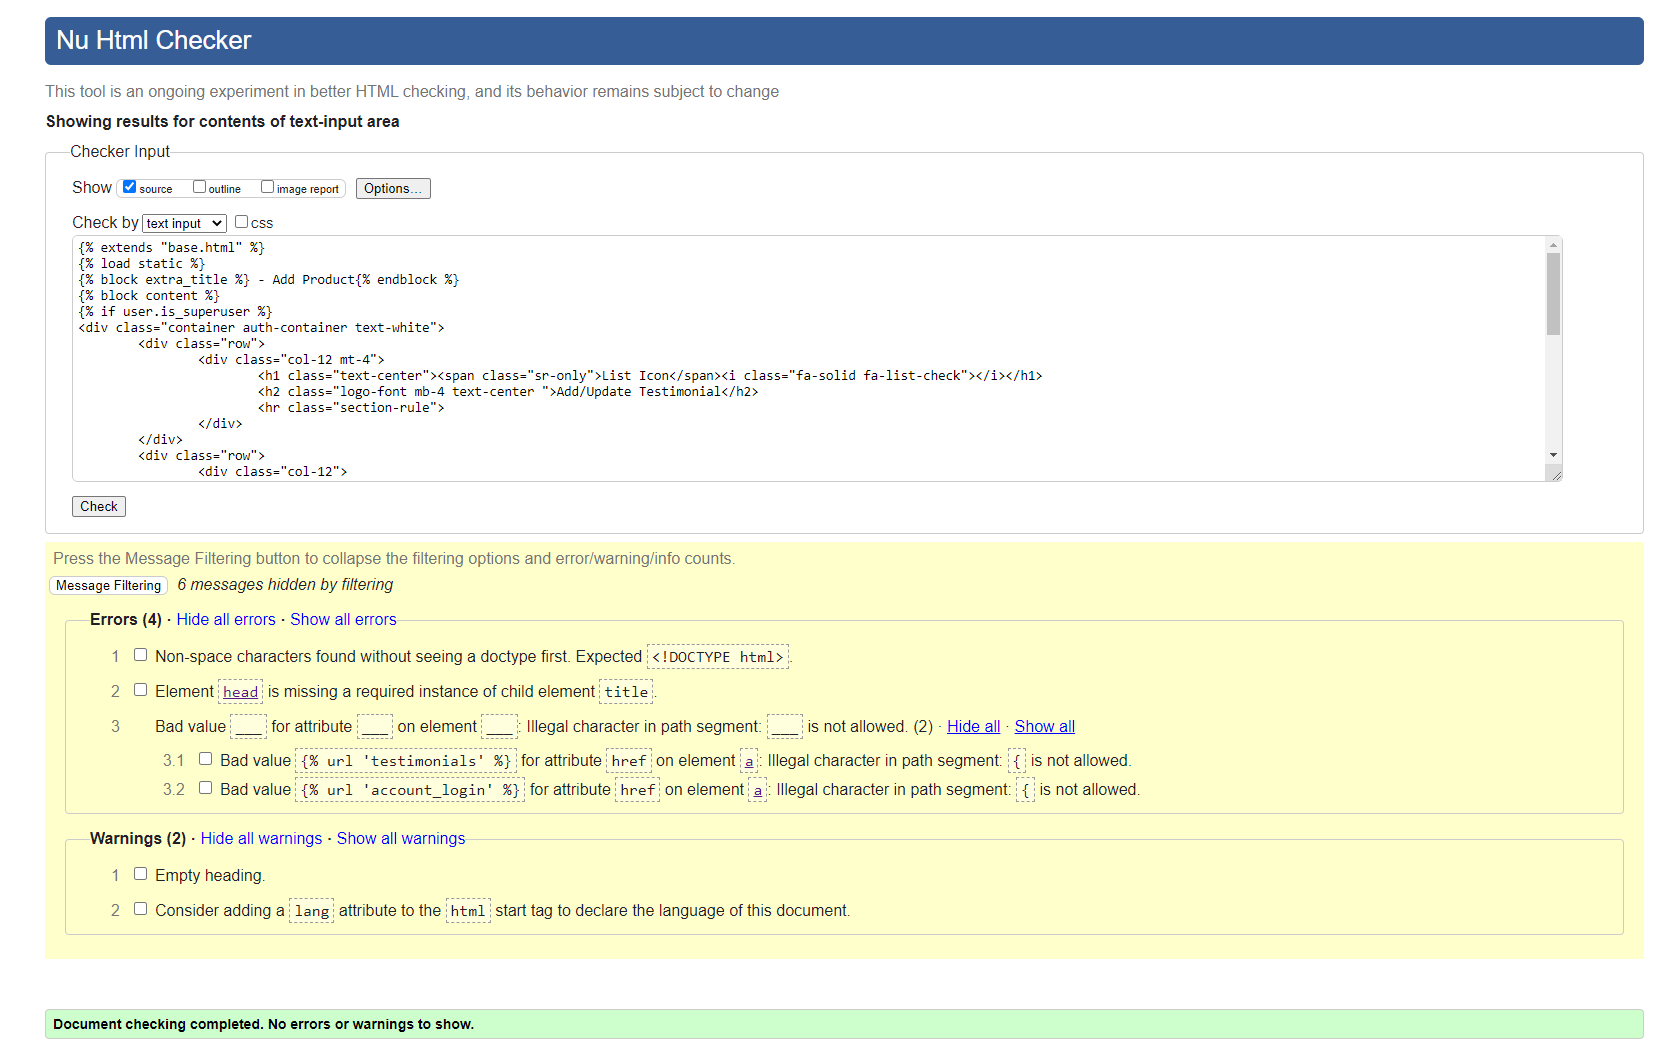 Nu Html Checker
This tool is an ongoing experiment in better HTML checking, and its behavior remains subject to change
Showing results for contents of text-input area
Checker Input
Show source outline image report Options...
Check by text input css
{% extends "base.html" %}
{% load static %}
{% block extra_title %} - Add Product{% endblock %}
{% block content %}
{% if user.is_superuser %}
<div class="container auth-container text-white">
<div class="row">
<div class="col-12 mt-4">
<h1 class="text-center"><span class="sr-only">List Icon</span><i class="fa-solid fa-list-check"></i></h1>
<h2 class="logo-font mb-4 text-center ">Add/Update Testimonial</h2>
<hr class="section-rule">
</div>
</div>
<div class="row">
<div class="col-12">
Check
Press the Message Filtering button to collapse the filtering options and error/warning/info counts.
Message Filtering 6 messages hidden by filtering
Errors (4) · Hide all errors · Show all errors
1 Non-space characters found without seeing a doctype first. Expected <!DOCTYPE html>.
2 Element head is missing a required instance of child element title.
3 Bad value ___ for attribute ___ on element ___: Illegal character in path segment: ___ is not allowed. (2) · Hide all · Show all
3.1 Bad value {% url 'testimonials' %} for attribute href on element a: Illegal character in path segment: { is not allowed.
3.2 Bad value {% url 'account_login' %} for attribute href on element a: Illegal character in path segment: { is not allowed.
Warnings (2) · Hide all warnings · Show all warnings
1 Empty heading.
2 Consider adding a lang attribute to the html start tag to declare the language of this document.
Document checking completed. No errors or warnings to show.